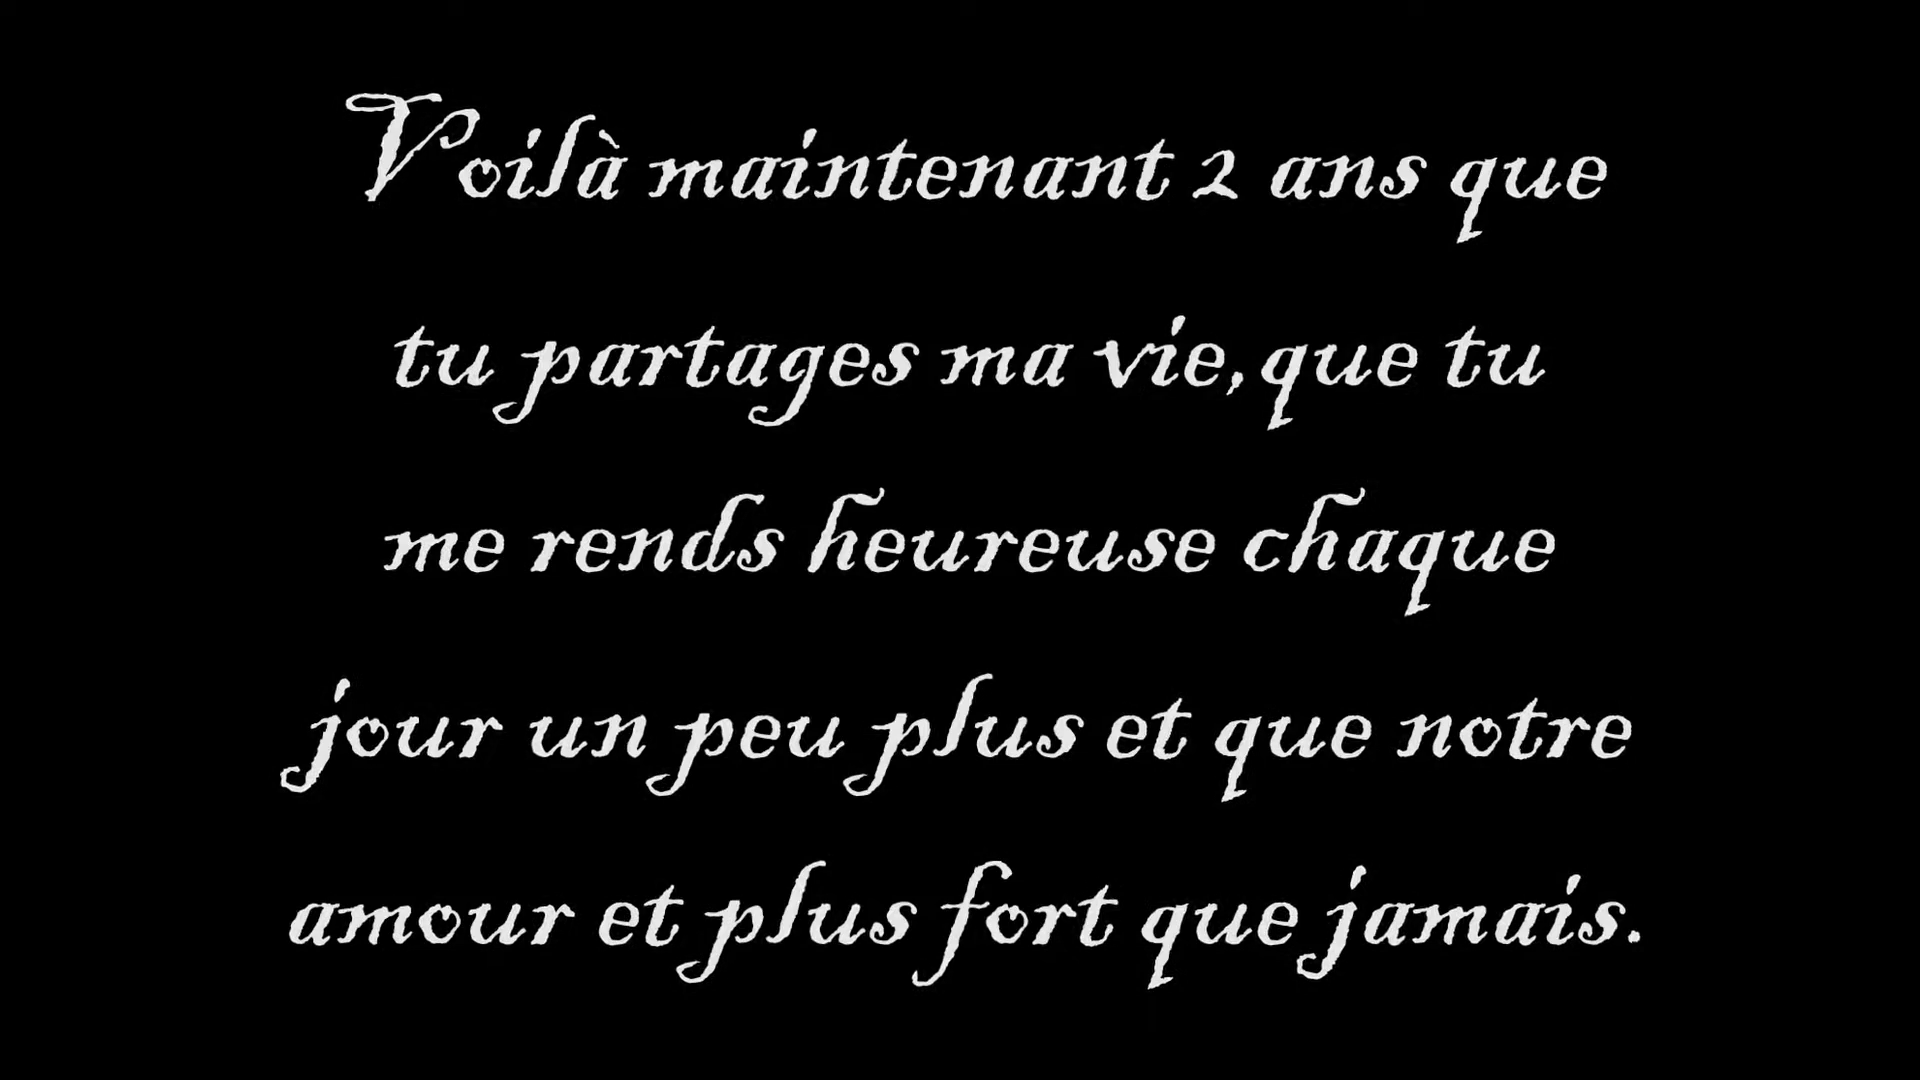 Voilà maintenant 2 ans que
tu partages ma vie, que tu
me rends heureuse chaque
jour un peu plus et que notre
amour et plus fort que jamais.